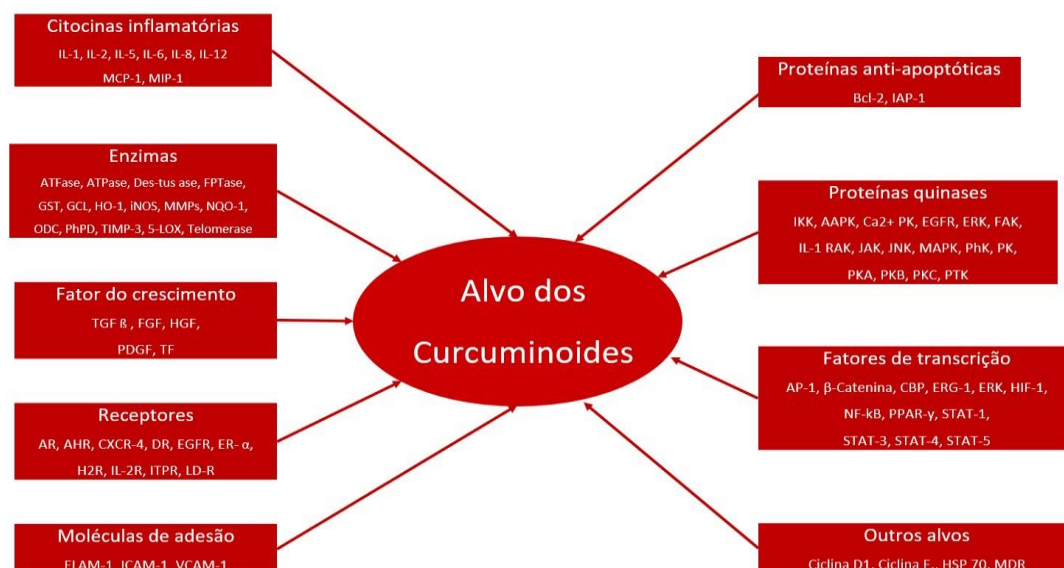 Citocinas inflamatórias
IL-1, IL-2, IL-5, IL-6, IL-8, IL-12
MCP-1, MIP-1
Enzimas
ATFase, ATPase, Des-tus ase, FPTase,
GST, GCL, HO-1, iNOS, MMPs, NQO-1,
ODC, PhPD, TIMP-3, 5-LOX, Telomerase
Fator do crescimento
TGF ß , FGF, HGF,
PDGF, TF
Receptores
AR, AHR, CXCR-4, DR, EGFR, ER- α,
H2R, IL-2R, ITPR, LD-R
Moléculas de adesão
ELAM-1, ICAM-1, VCAM-1
Alvo dos
Curcuminoides
Proteínas anti-apoptóticas
Bcl-2, IAP-1
Proteínas quinases
IKK, AAPK, Ca2+ PK, EGFR, ERK, FAK,
IL-1 RAK, JAK, JNK, MAPK, PhK, PK,
PKA, PKB, PKC, PTK
Fatores de transcrição
AP-1, β-Catenina, CBP, ERG-1, ERK, HIF-1,
NF-kB, PPAR-γ, STAT-1,
STAT-3, STAT-4, STAT-5
Outros alvos
Ciclina D1, Ciclina E,, HSP 70, MDR